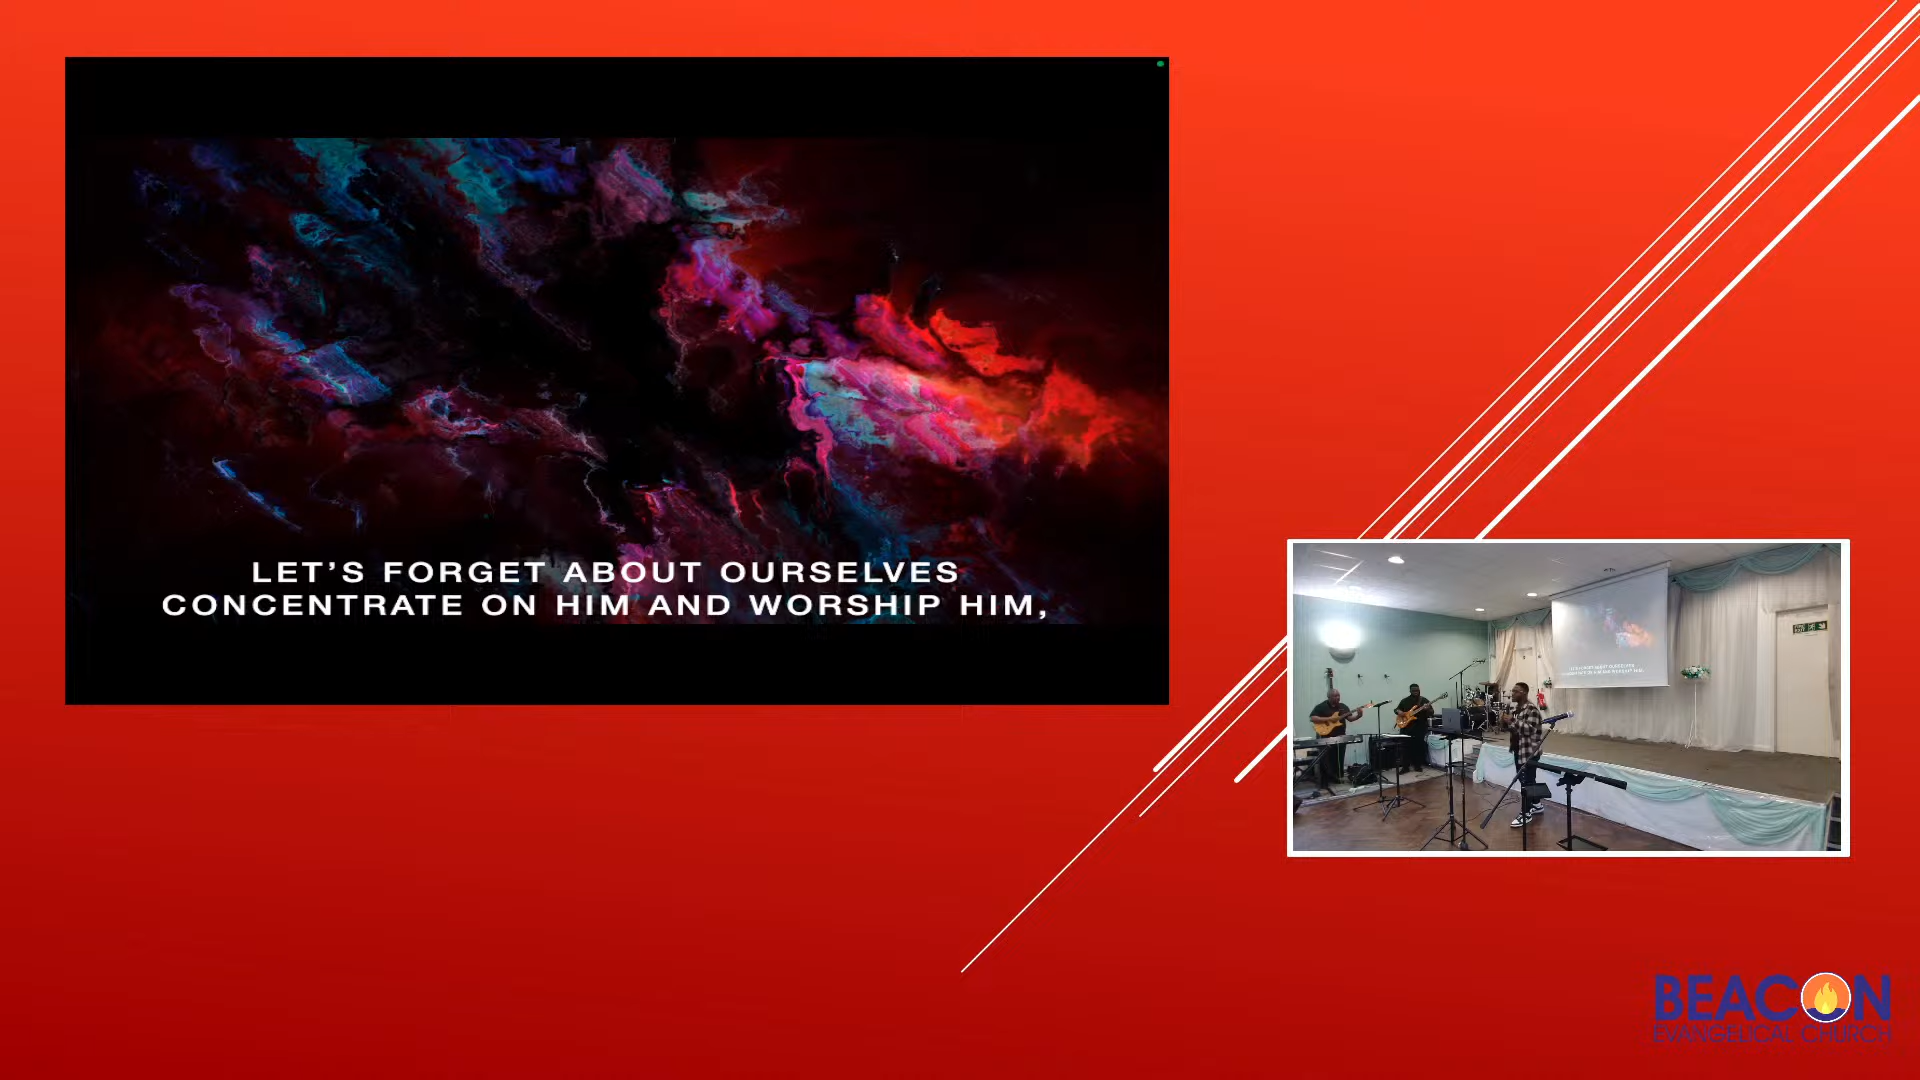 LET'S FORGET ABOUT OURSELVES
CONCENTRATE ON HIM AND WORSHIP HIM,
BEACON
EVANGELICAL CHURCH